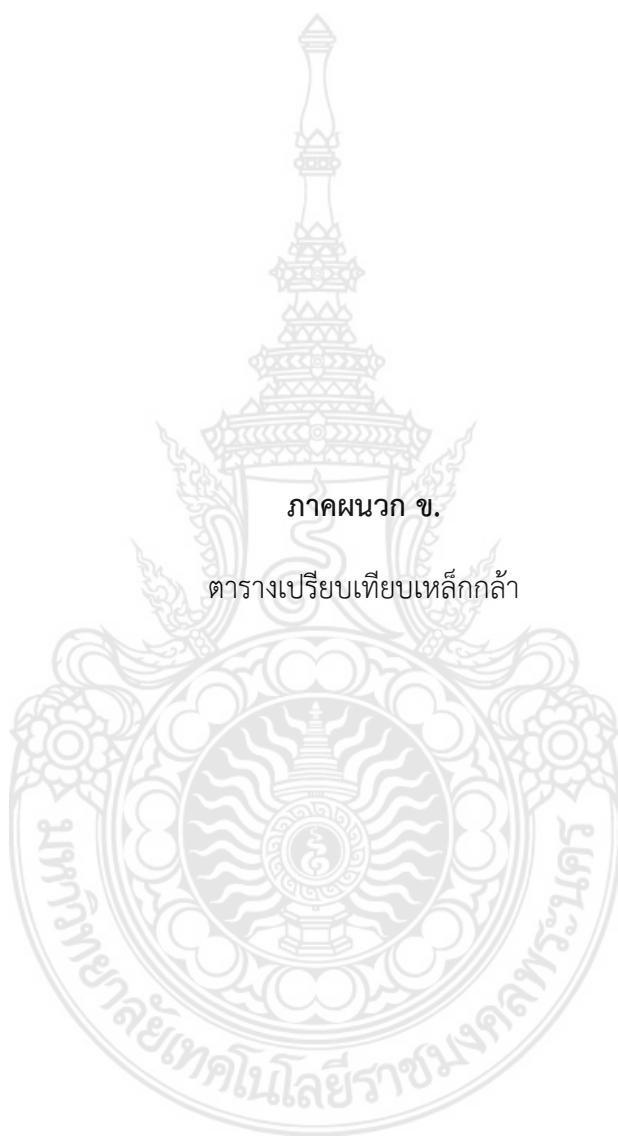 ภาคผนวก ข.
ตารางเปรียบเทียบเหล็กกล้า
มหาวิทยาลัยเทคโนโลยีราชมงคลพระนคร